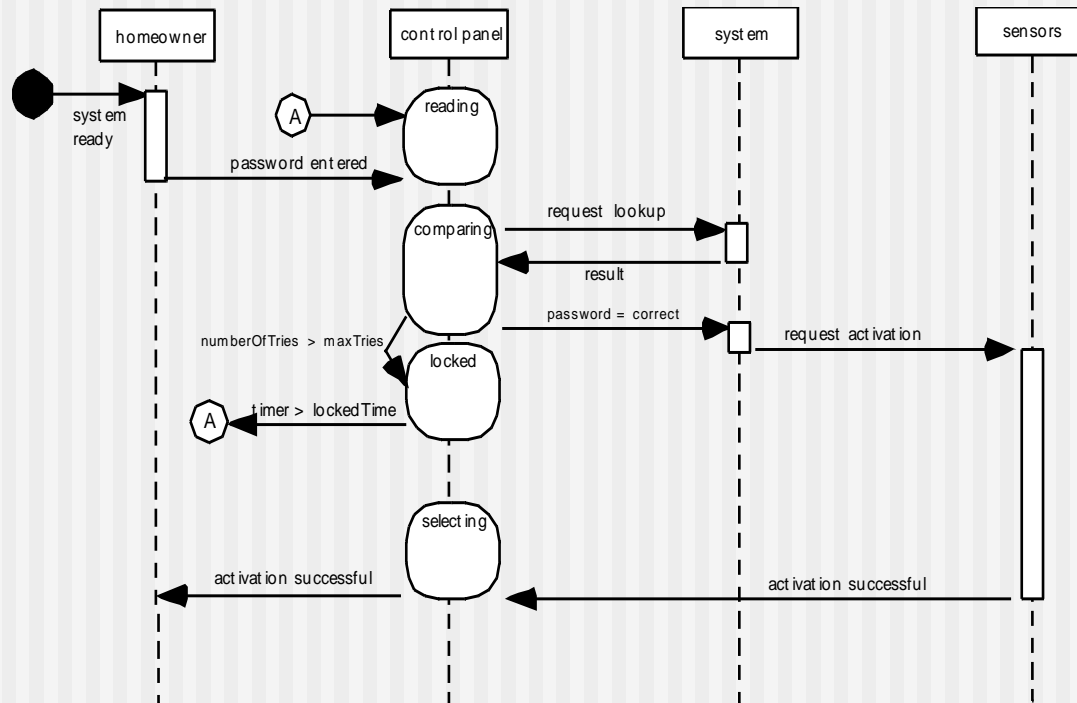 homeowner
control panel
system
sensors
system
ready
A
reading
password entered
comparing
request lookup
result
password = correct
numberOfTries > maxTries
request activation
locked
A
timer > lockedTime
selecting
activation successful
activation successful